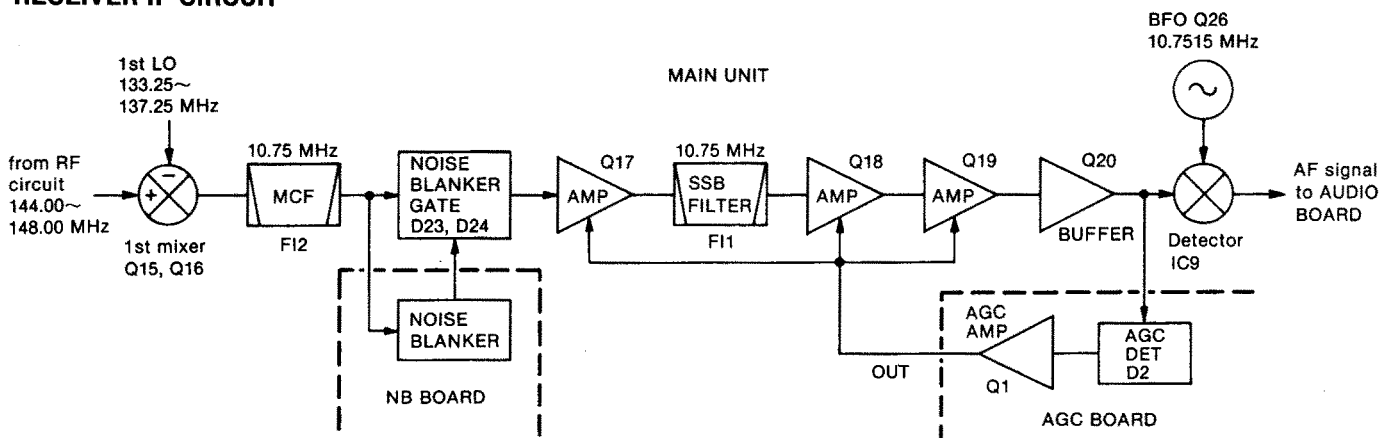 RECEIVER IF CIRCUIT
BFO Q26
10.7515 MHz
1st LO
133.25~
137.25 MHz
MAIN UNIT
from RF
circuit
144.00~
148.00 MHz
+
−
1st mixer
Q15, Q16
10.75 MHz
MCF
FI2
NOISE
BLANKER
GATE
D23, D24
Q17
AMP
10.75 MHz
SSB
FILTER
FI1
Q18
AMP
Q19
AMP
Q20
BUFFER
Detector
IC9
AF signal
to AUDIO
BOARD
NOISE
BLANKER
NB BOARD
OUT
AGC
AMP
Q1
AGC
DET
D2
AGC BOARD